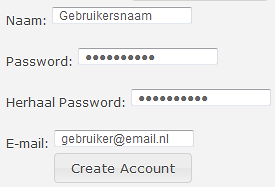 Naam: Gebruikersnaam
Password: ●●●●●●●●●●
Herhaal Password: ●●●●●●●●●●
E-mail: gebruiker@email.nl
Create Account